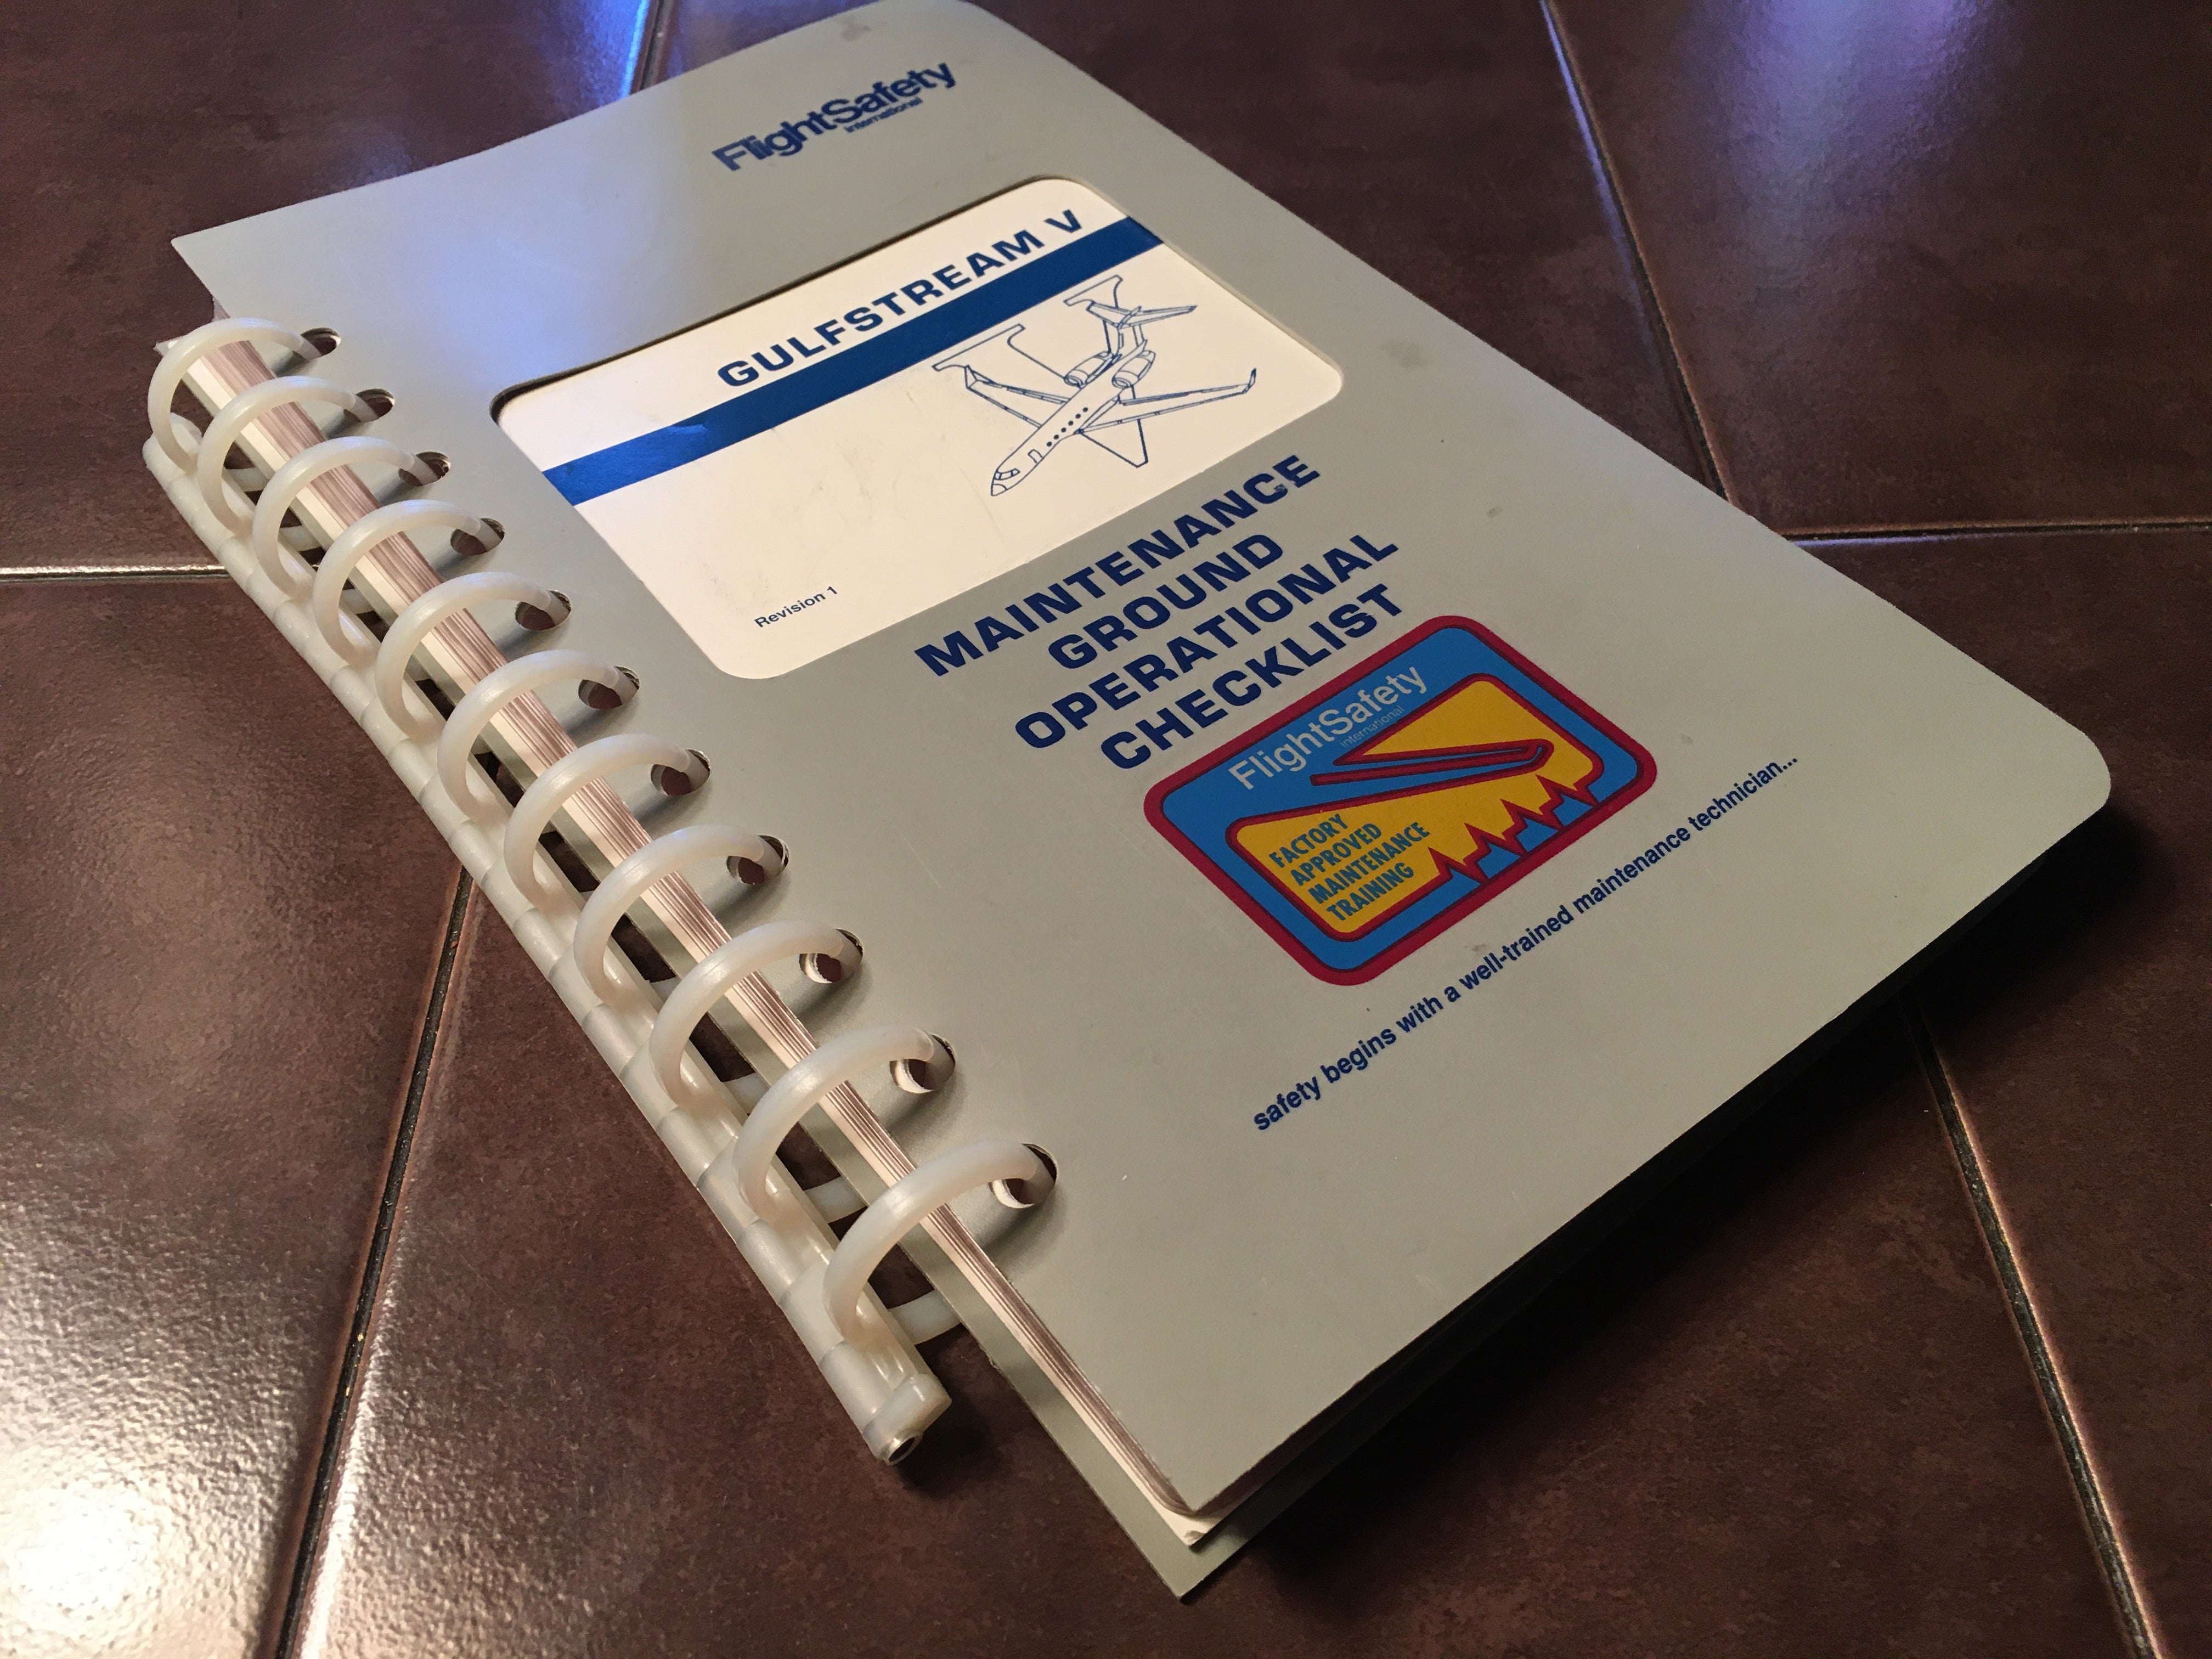 FlightSafety
international
GULFSTREAM V
Revision 1
MAINTENANCE
GROUND
OPERATIONAL
CHECKLIST
FlightSafety
international
FACTORY
APPROVED
MAINTENANCE
TRAINING
safety begins with a well-trained maintenance technician...